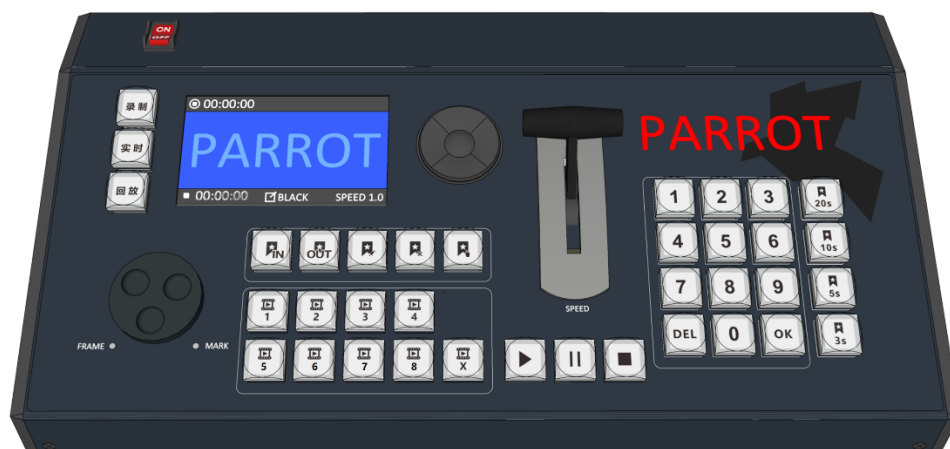 ON
OFF
录制
00:00:00
PARROT
00:00:00 BLACK SPEED 1.0
实时
回放
PARROT
1 2 3 20s
4 5 6 10s
7 8 9 5s
DEL 0 OK 3s
IN OUT
1 2 3 4
5 6 7 8 X
SPEED
FRAME MARK